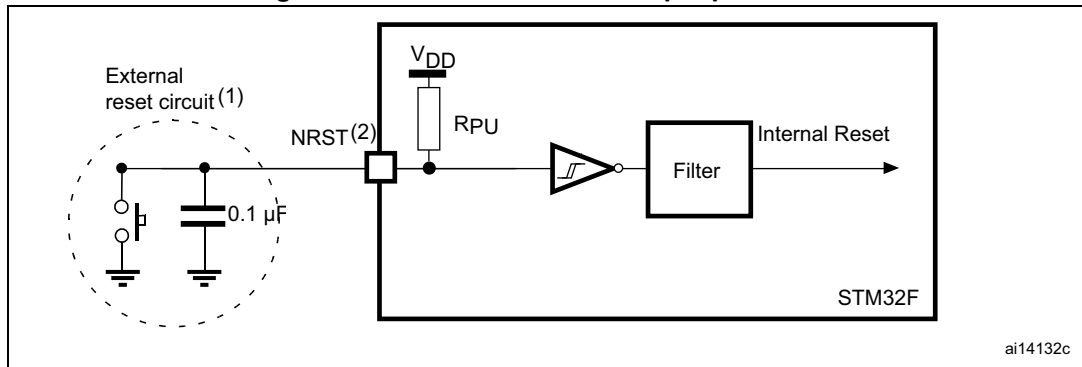 External
reset circuit(1)
VDD
RPU
NRST(2)
Internal Reset
Filter
0.1 µF
STM32F
ai14132c